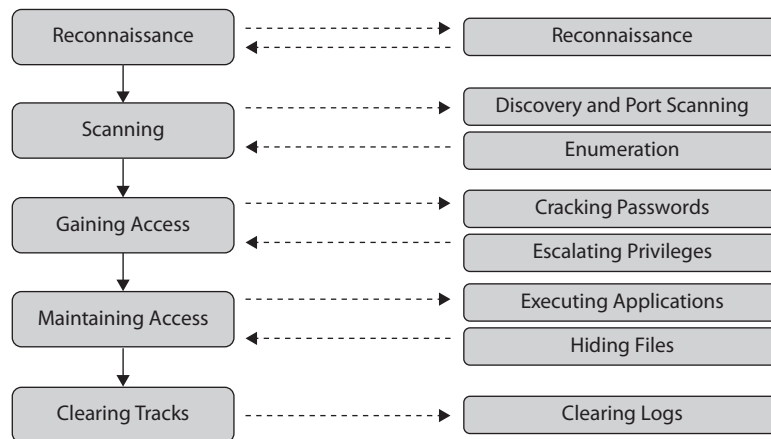 Reconnaissance
Reconnaissance
Scanning
Discovery and Port Scanning
Enumeration
Gaining Access
Cracking Passwords
Escalating Privileges
Maintaining Access
Executing Applications
Hiding Files
Clearing Tracks
Clearing Logs